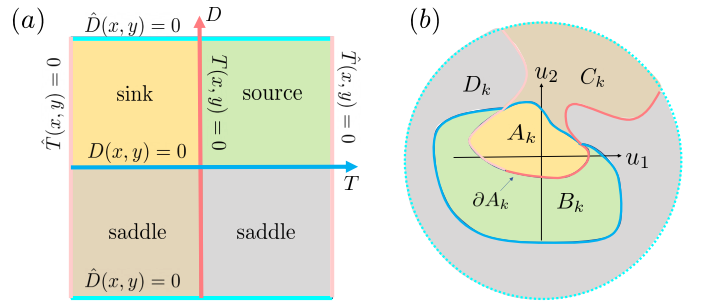 (a)
D̂(x, y) = 0
D
T̂(x, y) = 0
sink
T(x, y) = 0
source
T̂(x, y) = 0
D(x, y) = 0
T
saddle
saddle
D̂(x, y) = 0
(b)
D_k
u_2
C_k
A_k
u_1
∂A_k
B_k